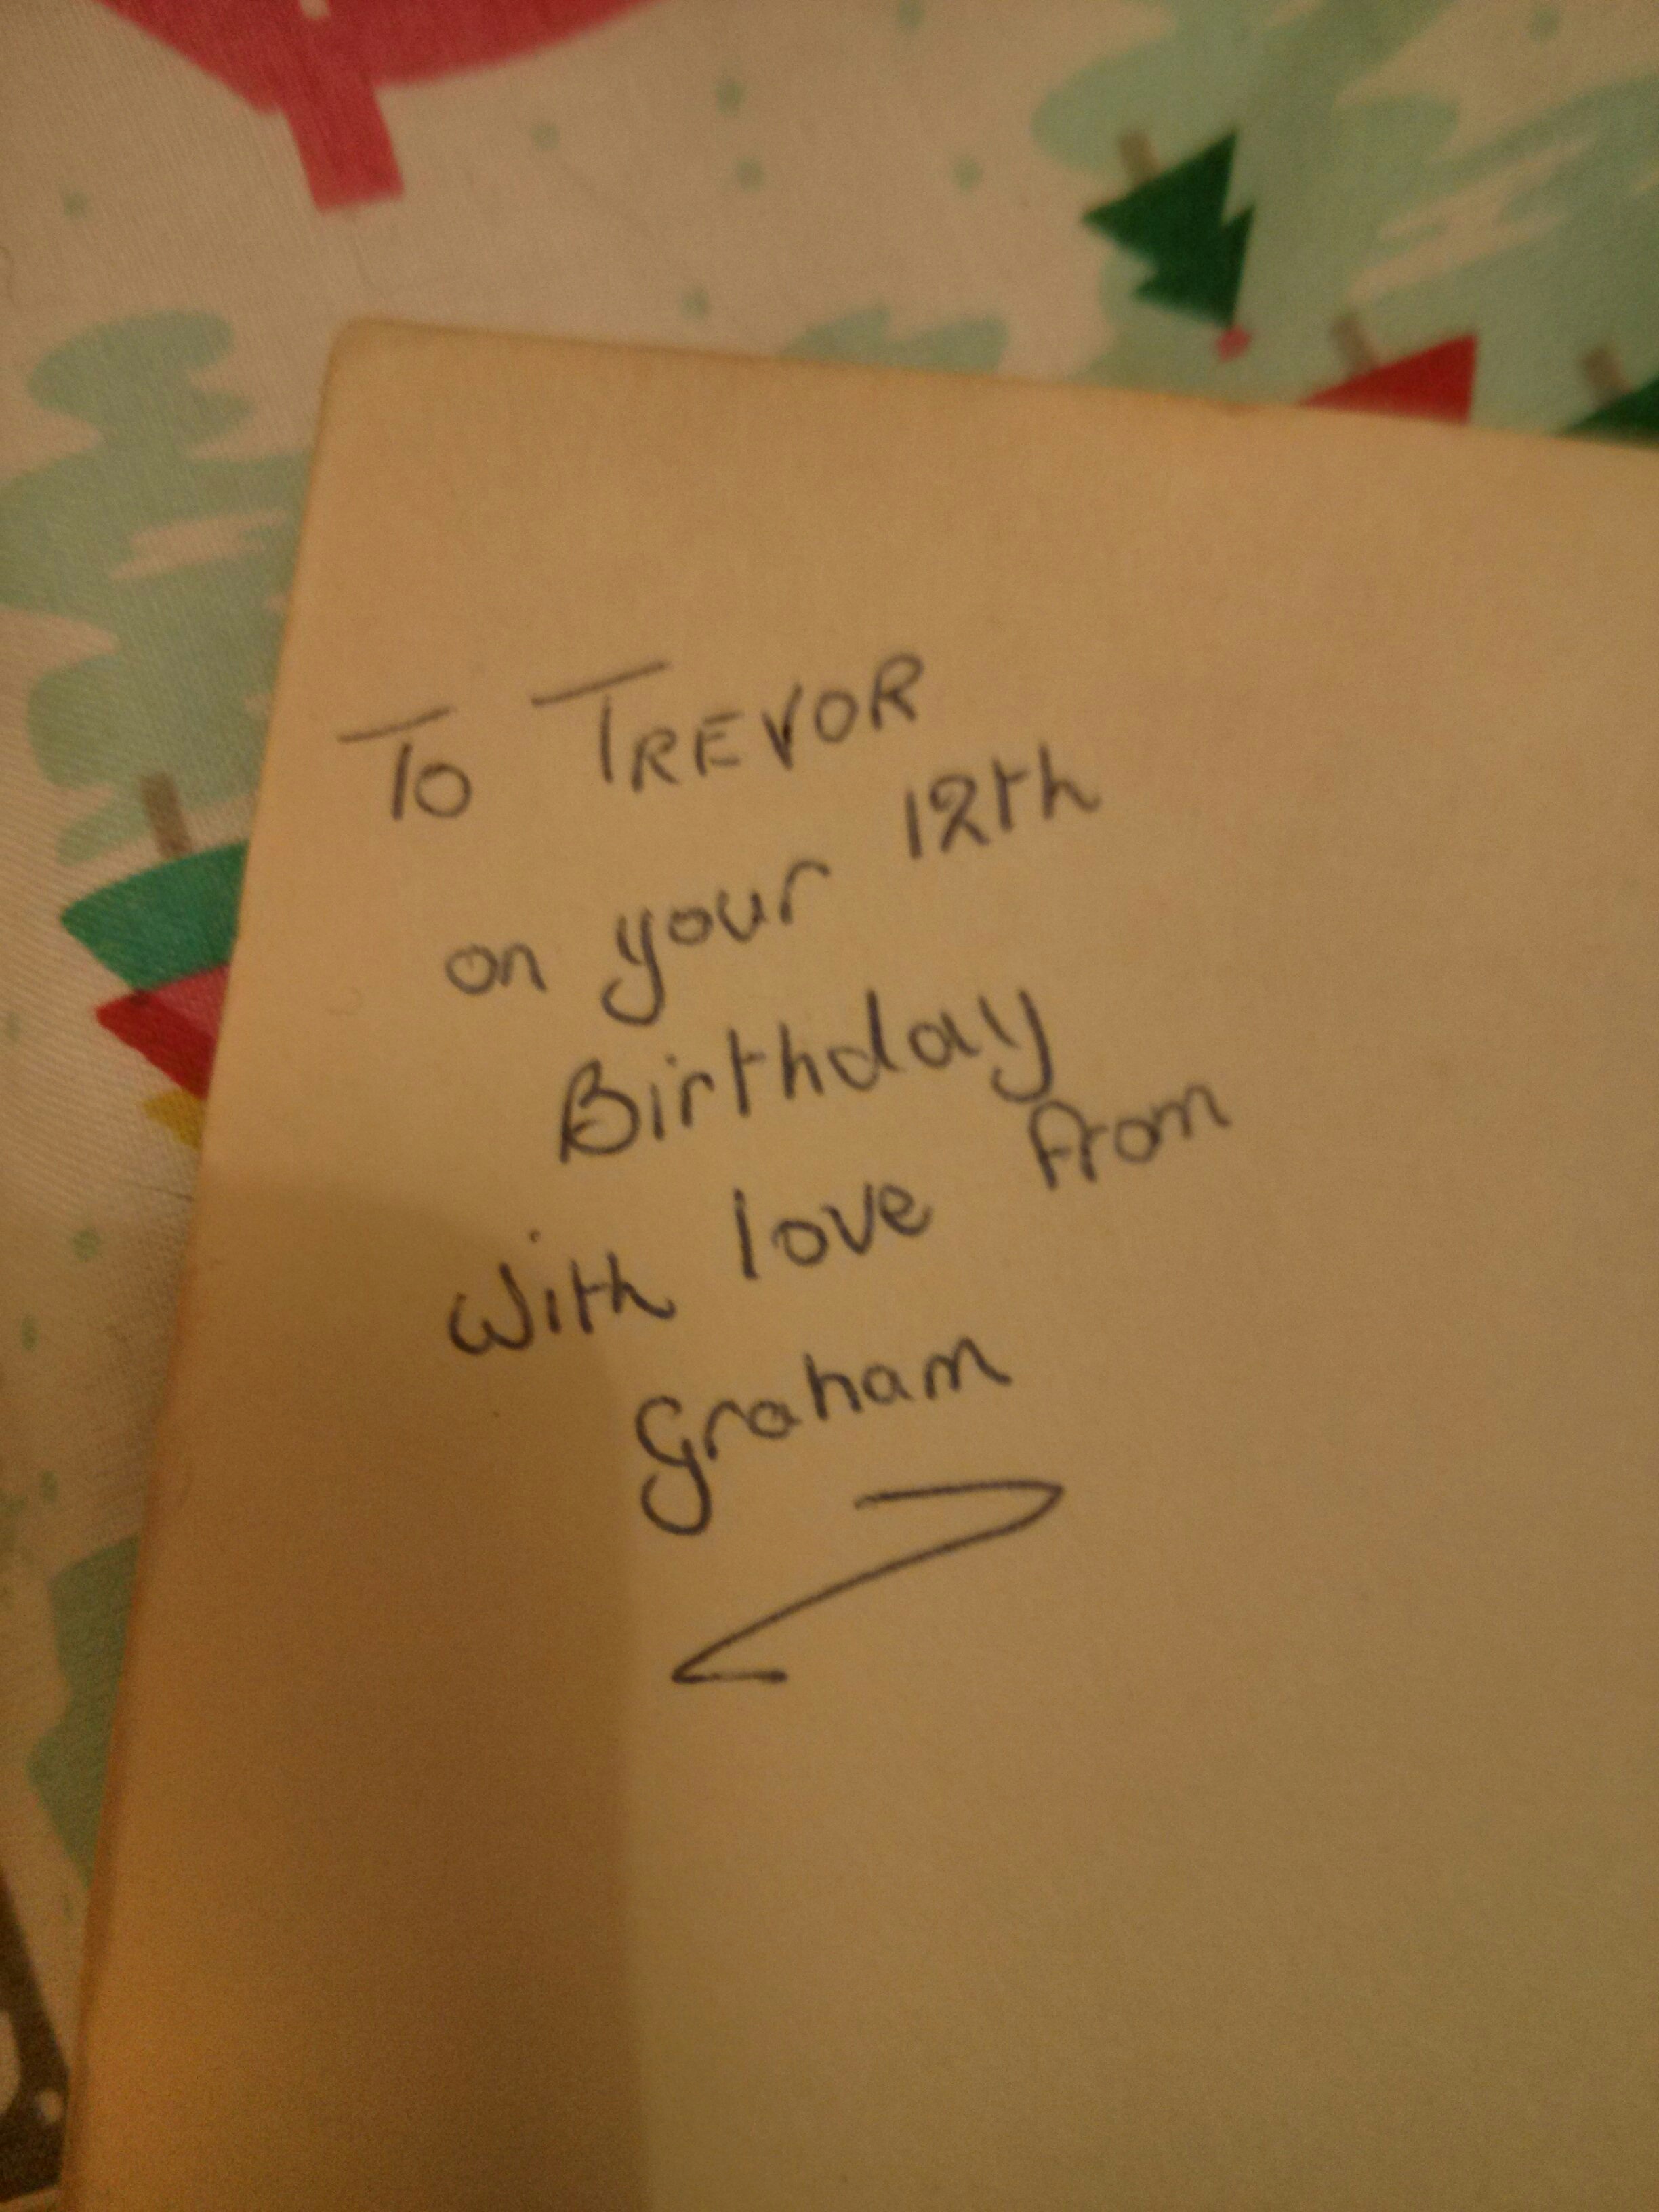 To TREVOR
on your 12th
Birthday
With love from
Graham